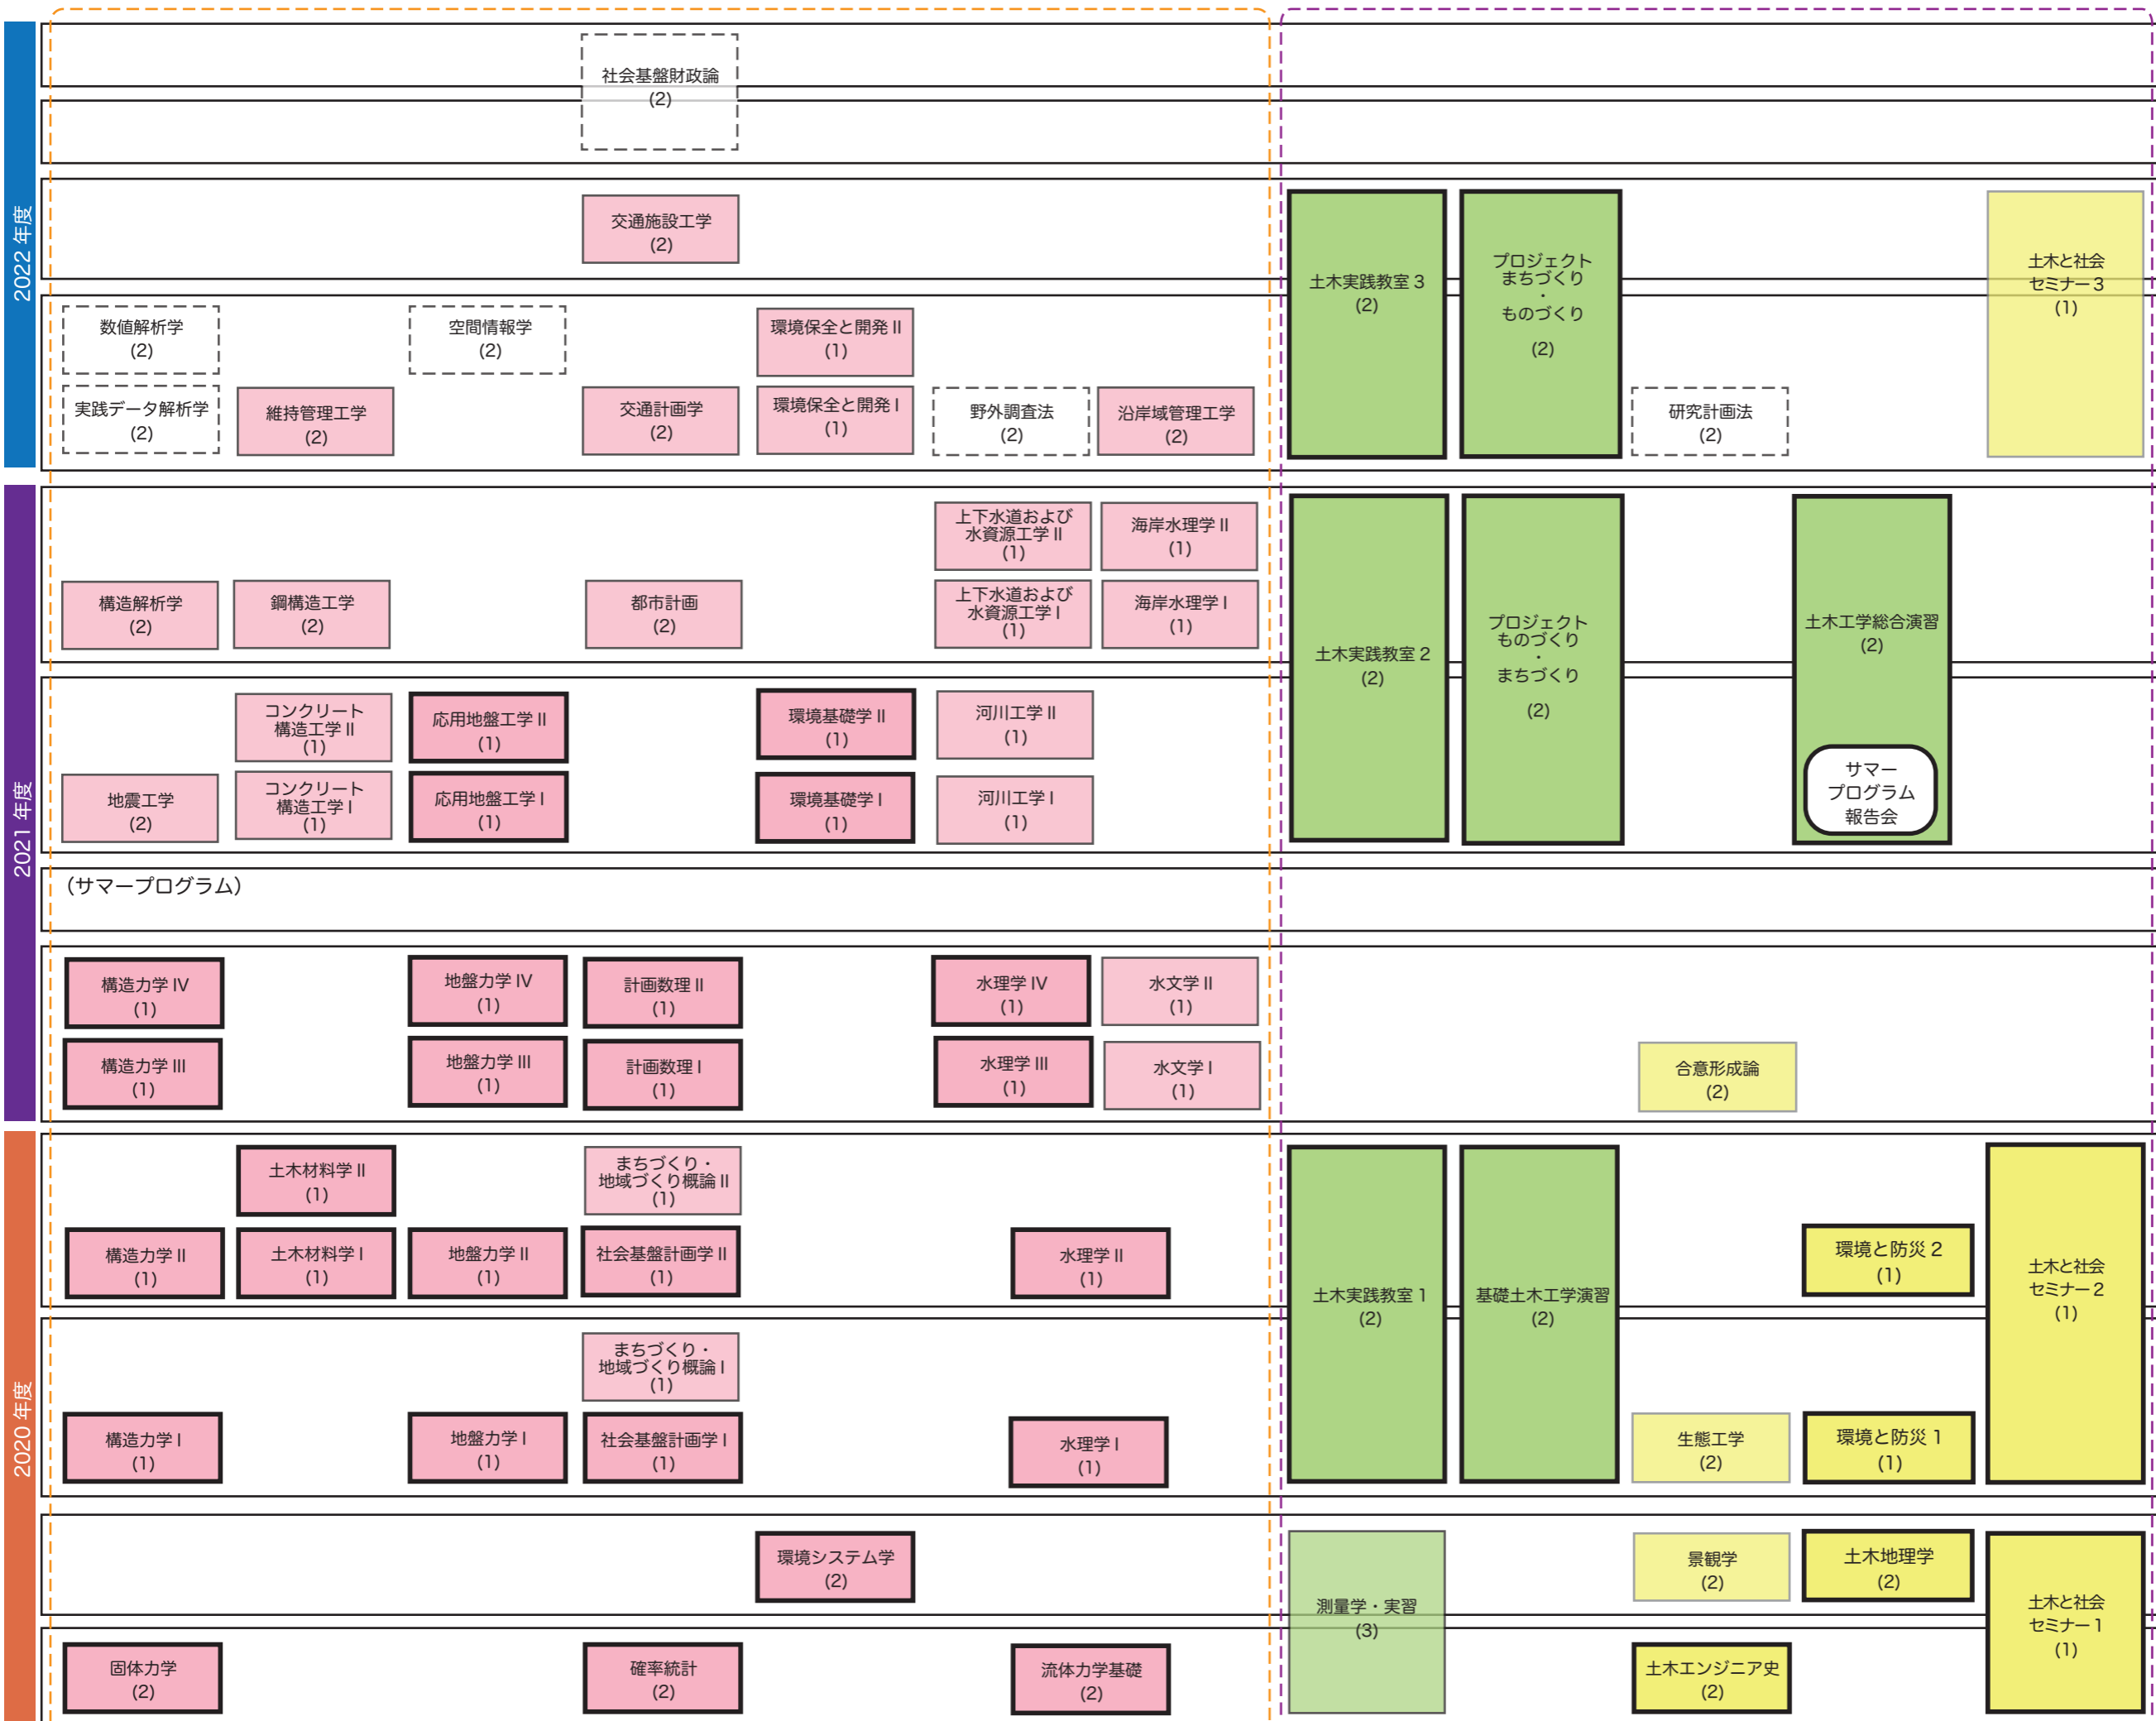 2022 年度
社会基盤財政論
(2)
交通施設工学
(2)
土木実践教室 3
(2)
プロジェクト
まちづくり
・
ものづくり
(2)
土木と社会
セミナー 3
(1)
数値解析学
(2)
空間情報学
(2)
環境保全と開発 II
(1)
実践データ解析学
(2)
維持管理工学
(2)
交通計画学
(2)
環境保全と開発 I
(1)
野外調査法
(2)
沿岸域管理工学
(2)
研究計画法
(2)
2021 年度
上下水道および
水資源工学 II
(1)
海岸水理学 II
(1)
構造解析学
(2)
鋼構造工学
(2)
都市計画
(2)
上下水道および
水資源工学 I
(1)
海岸水理学 I
(1)
土木実践教室 2
(2)
プロジェクト
ものづくり
・
まちづくり
(2)
土木工学総合演習
(2)
サマー
プログラム
報告会
コンクリート
構造工学 II
(1)
応用地盤工学 II
(1)
環境基礎学 II
(1)
河川工学 II
(1)
地震工学
(2)
コンクリート
構造工学 I
(1)
応用地盤工学 I
(1)
環境基礎学 I
(1)
河川工学 I
(1)
（サマープログラム）
構造力学 IV
(1)
地盤力学 IV
(1)
計画数理 II
(1)
水理学 IV
(1)
水文学 II
(1)
構造力学 III
(1)
地盤力学 III
(1)
計画数理 I
(1)
水理学 III
(1)
水文学 I
(1)
合意形成論
(2)
2020 年度
土木材料学 II
(1)
まちづくり・
地域づくり概論 II
(1)
構造力学 II
(1)
土木材料学 I
(1)
地盤力学 II
(1)
社会基盤計画学 II
(1)
水理学 II
(1)
土木実践教室 1
(2)
基礎土木工学演習
(2)
環境と防災 2
(1)
土木と社会
セミナー 2
(1)
まちづくり・
地域づくり概論 I
(1)
構造力学 I
(1)
地盤力学 I
(1)
社会基盤計画学 I
(1)
水理学 I
(1)
生態工学
(2)
環境と防災 1
(1)
環境システム学
(2)
測量学・実習
(3)
景観学
(2)
土木地理学
(2)
土木と社会
セミナー 1
(1)
固体力学
(2)
確率統計
(2)
流体力学基礎
(2)
土木エンジニア史
(2)